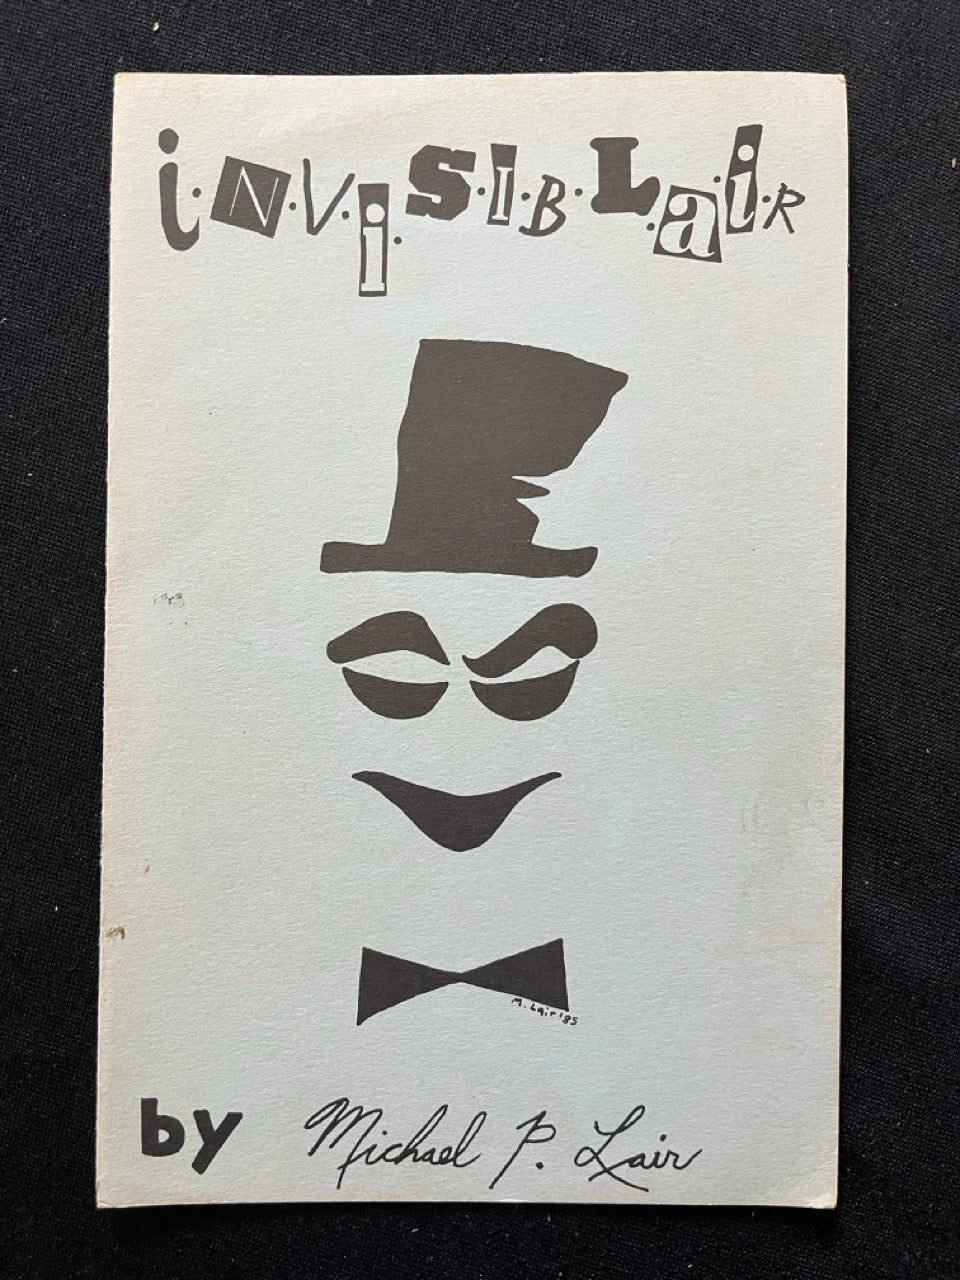 i·N·V·i·S·I·B·L·a·i·R
M. Lair '85
by Michael P. Lair